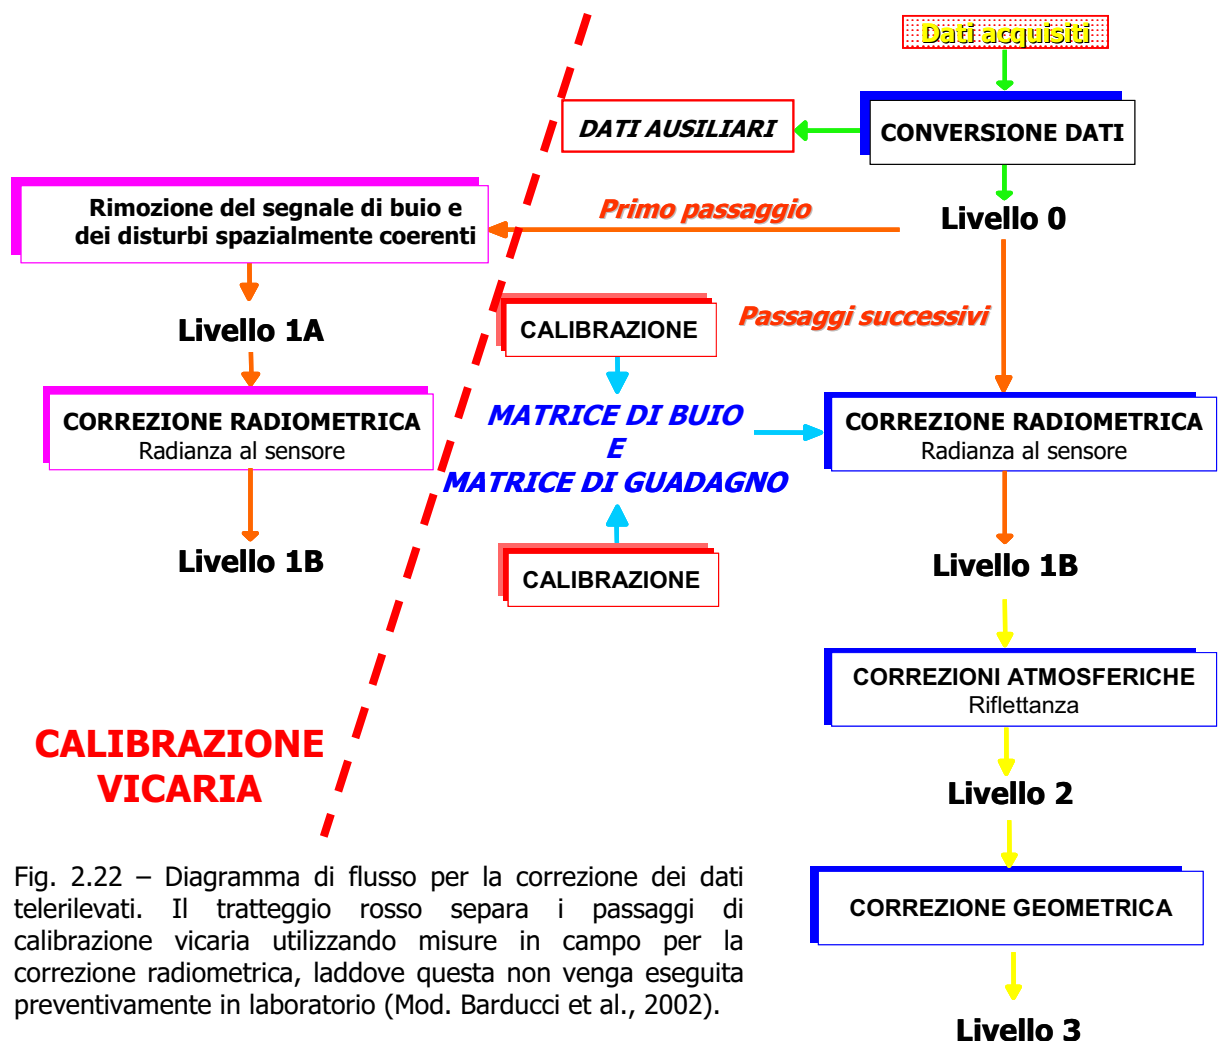 Dati acquisiti
DATI AUSILIARI
CONVERSIONE DATI
Rimozione del segnale di buio e
dei disturbi spazialmente coerenti
Primo passaggio
Livello 0
Livello 1A
CALIBRAZIONE
Passaggi successivi
CORREZIONE RADIOMETRICA
Radianza al sensore
MATRICE DI BUIO
E
MATRICE DI GUADAGNO
CORREZIONE RADIOMETRICA
Radianza al sensore
Livello 1B
CALIBRAZIONE
Livello 1B
CORREZIONI ATMOSFERICHE
Riflettanza
CALIBRAZIONE
VICARIA
Livello 2
Fig. 2.22 – Diagramma di flusso per la correzione dei dati
telerilevati. Il tratteggio rosso separa i passaggi di
calibrazione vicaria utilizzando misure in campo per la
correzione radiometrica, laddove questa non venga eseguita
preventivamente in laboratorio (Mod. Barducci et al., 2002).
CORREZIONE GEOMETRICA
Livello 3